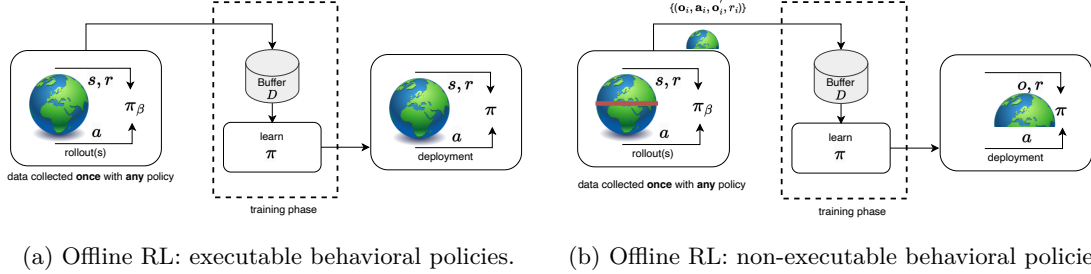 s, r
π_β
a
rollout(s)
data collected once with any policy
Buffer
D
learn
π
training phase
s, r
π
a
deployment
(a) Offline RL: executable behavioral policies.
{(o_i, a_i, o'_i, r_i)}
s, r
π_β
a
rollout(s)
data collected once with any policy
Buffer
D
learn
π
training phase
o, r
π
a
deployment
(b) Offline RL: non-executable behavioral policie